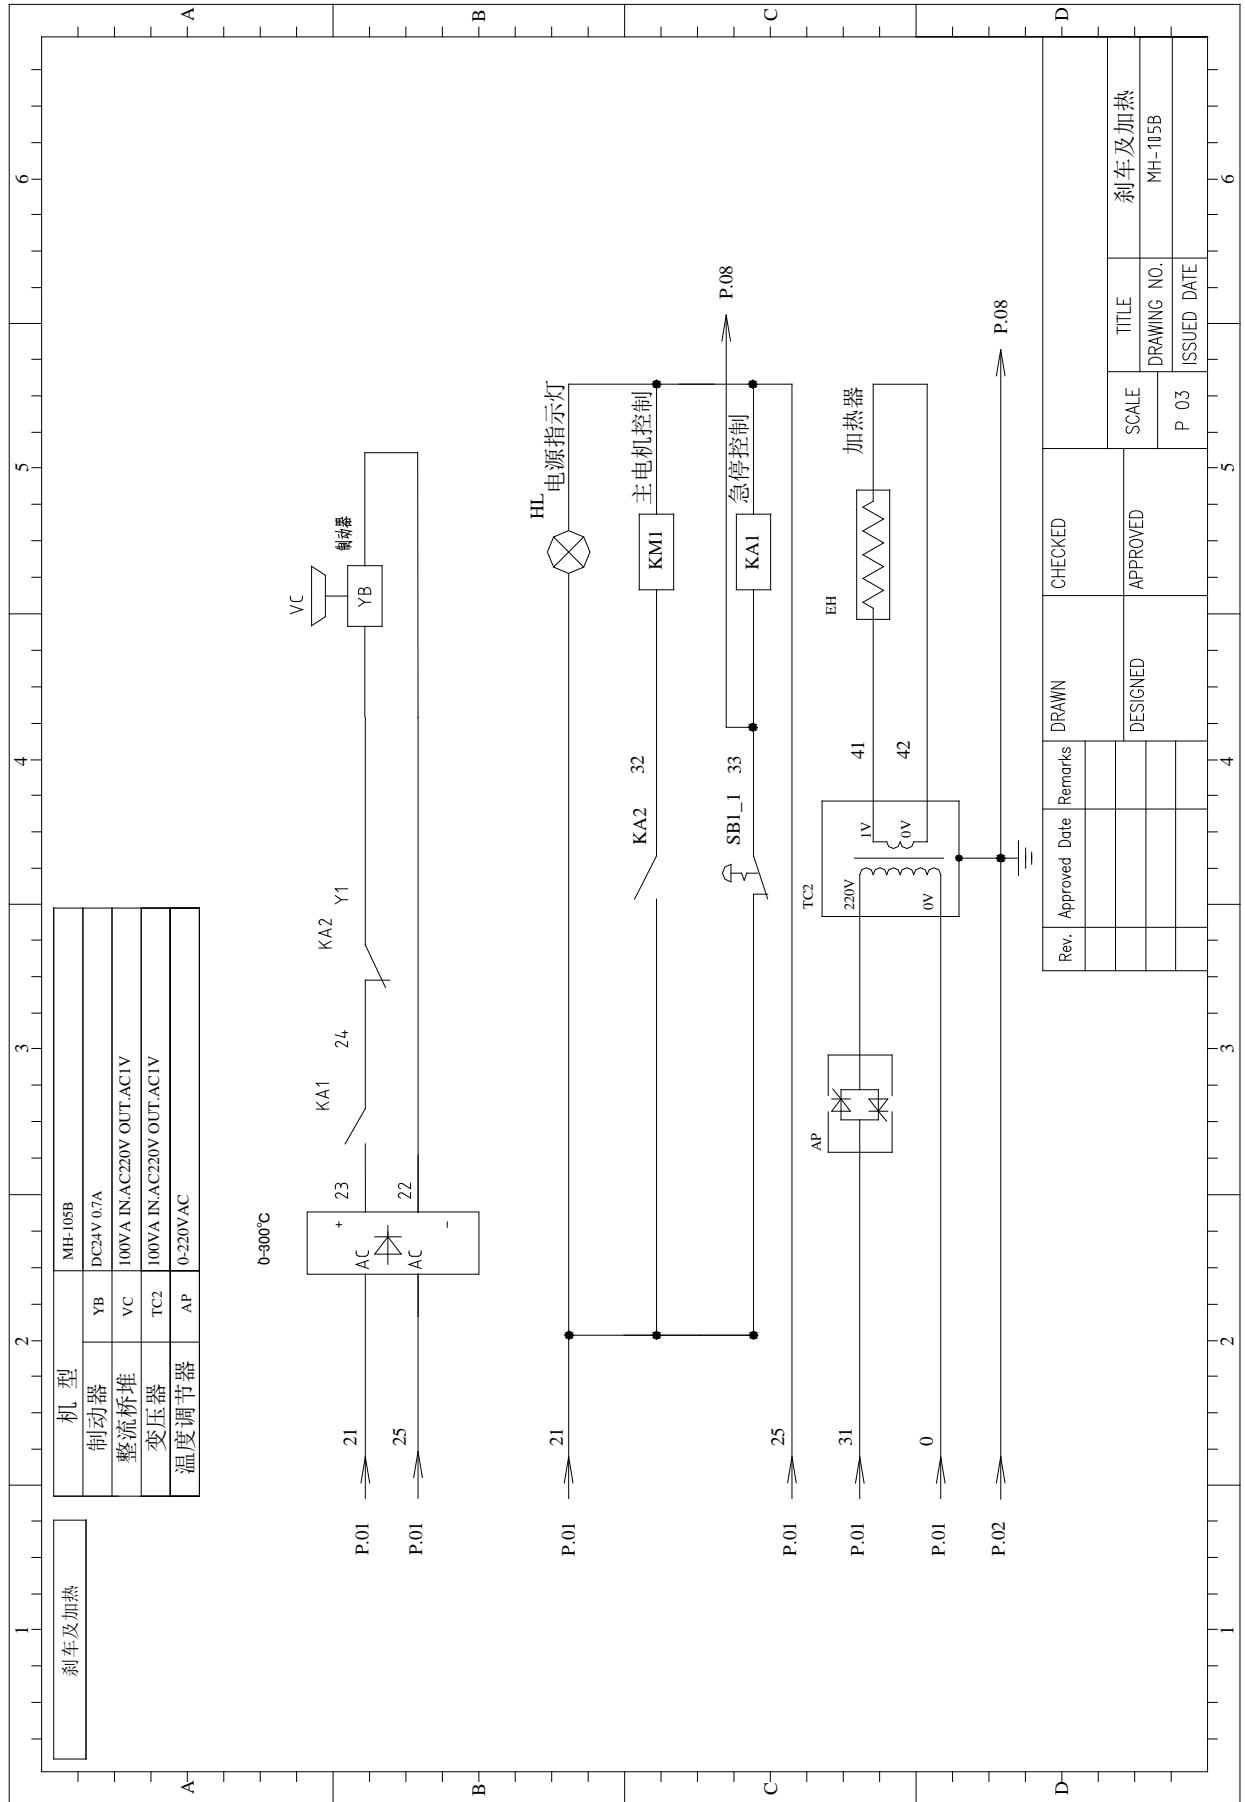 刹车及加热
机 型 MH-105B
制动器 YB DC24V 0.7A
整流桥堆 VC 100VA IN.AC220V OUT.AC1V
变压器 TC2 100VA IN.AC220V OUT.AC1V
温度调节器 AP 0-220VAC
1 2 3 4 5 6
A
B
C
D
0-300℃
VC
制动器
YB
P.01 21 AC + 23 KA1 24 KA2 Y1
P.01 25 AC - 22
HL
电源指示灯
P.01 21
KA2 32 KM1 主电机控制
P.08
SB1_1 33 KA1 急停控制
P.01 25
AP TC2 EH 加热器
P.01 31 220V 1V 41
0V 42
P.01 0 0V
P.02 P.08
Rev. Approved Date Remarks
DRAWN
CHECKED
DESIGNED
APPROVED
SCALE
P 03
TITLE 刹车及加热
DRAWING NO. MH-105B
ISSUED DATE
1 2 3 4 5 6
A
B
C
D